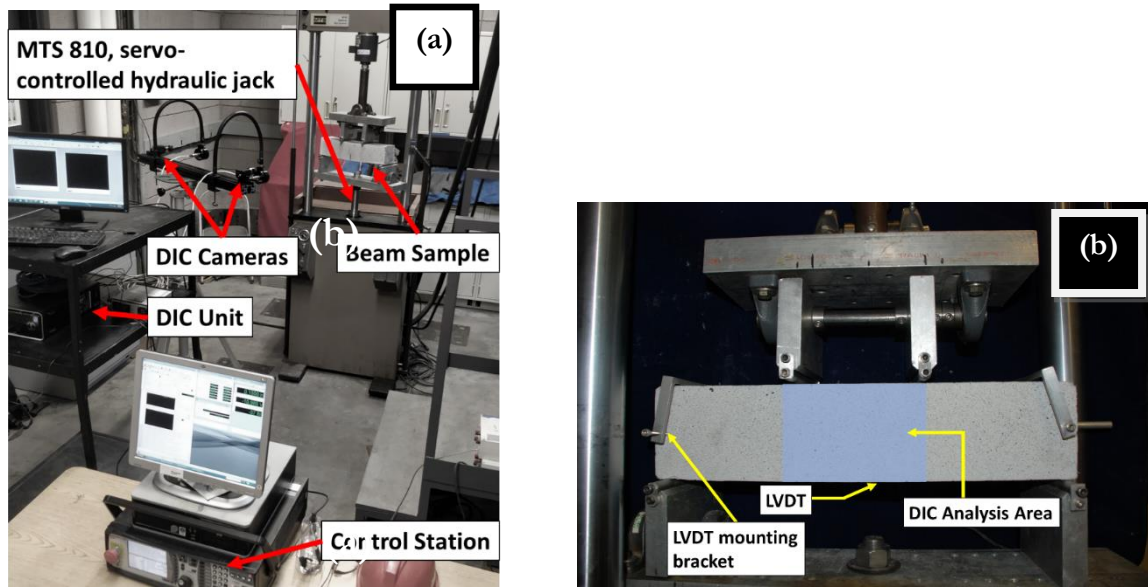 (a)
MTS 810, servo-
controlled hydraulic jack
(b)
DIC Cameras
Beam Sample
DIC Unit
Control Station
(b)
LVDT
DIC Analysis Area
LVDT mounting
bracket